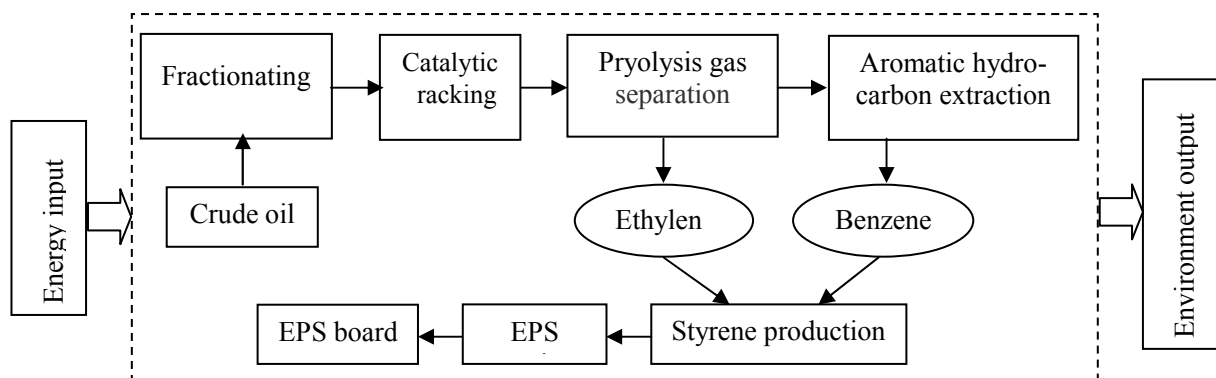 Energy input
Fractionating
Catalytic
racking
Pryolysis gas
separation
Aromatic hydro-
carbon extraction
Crude oil
Ethylen
Benzene
EPS board
EPS
Styrene production
Environment output